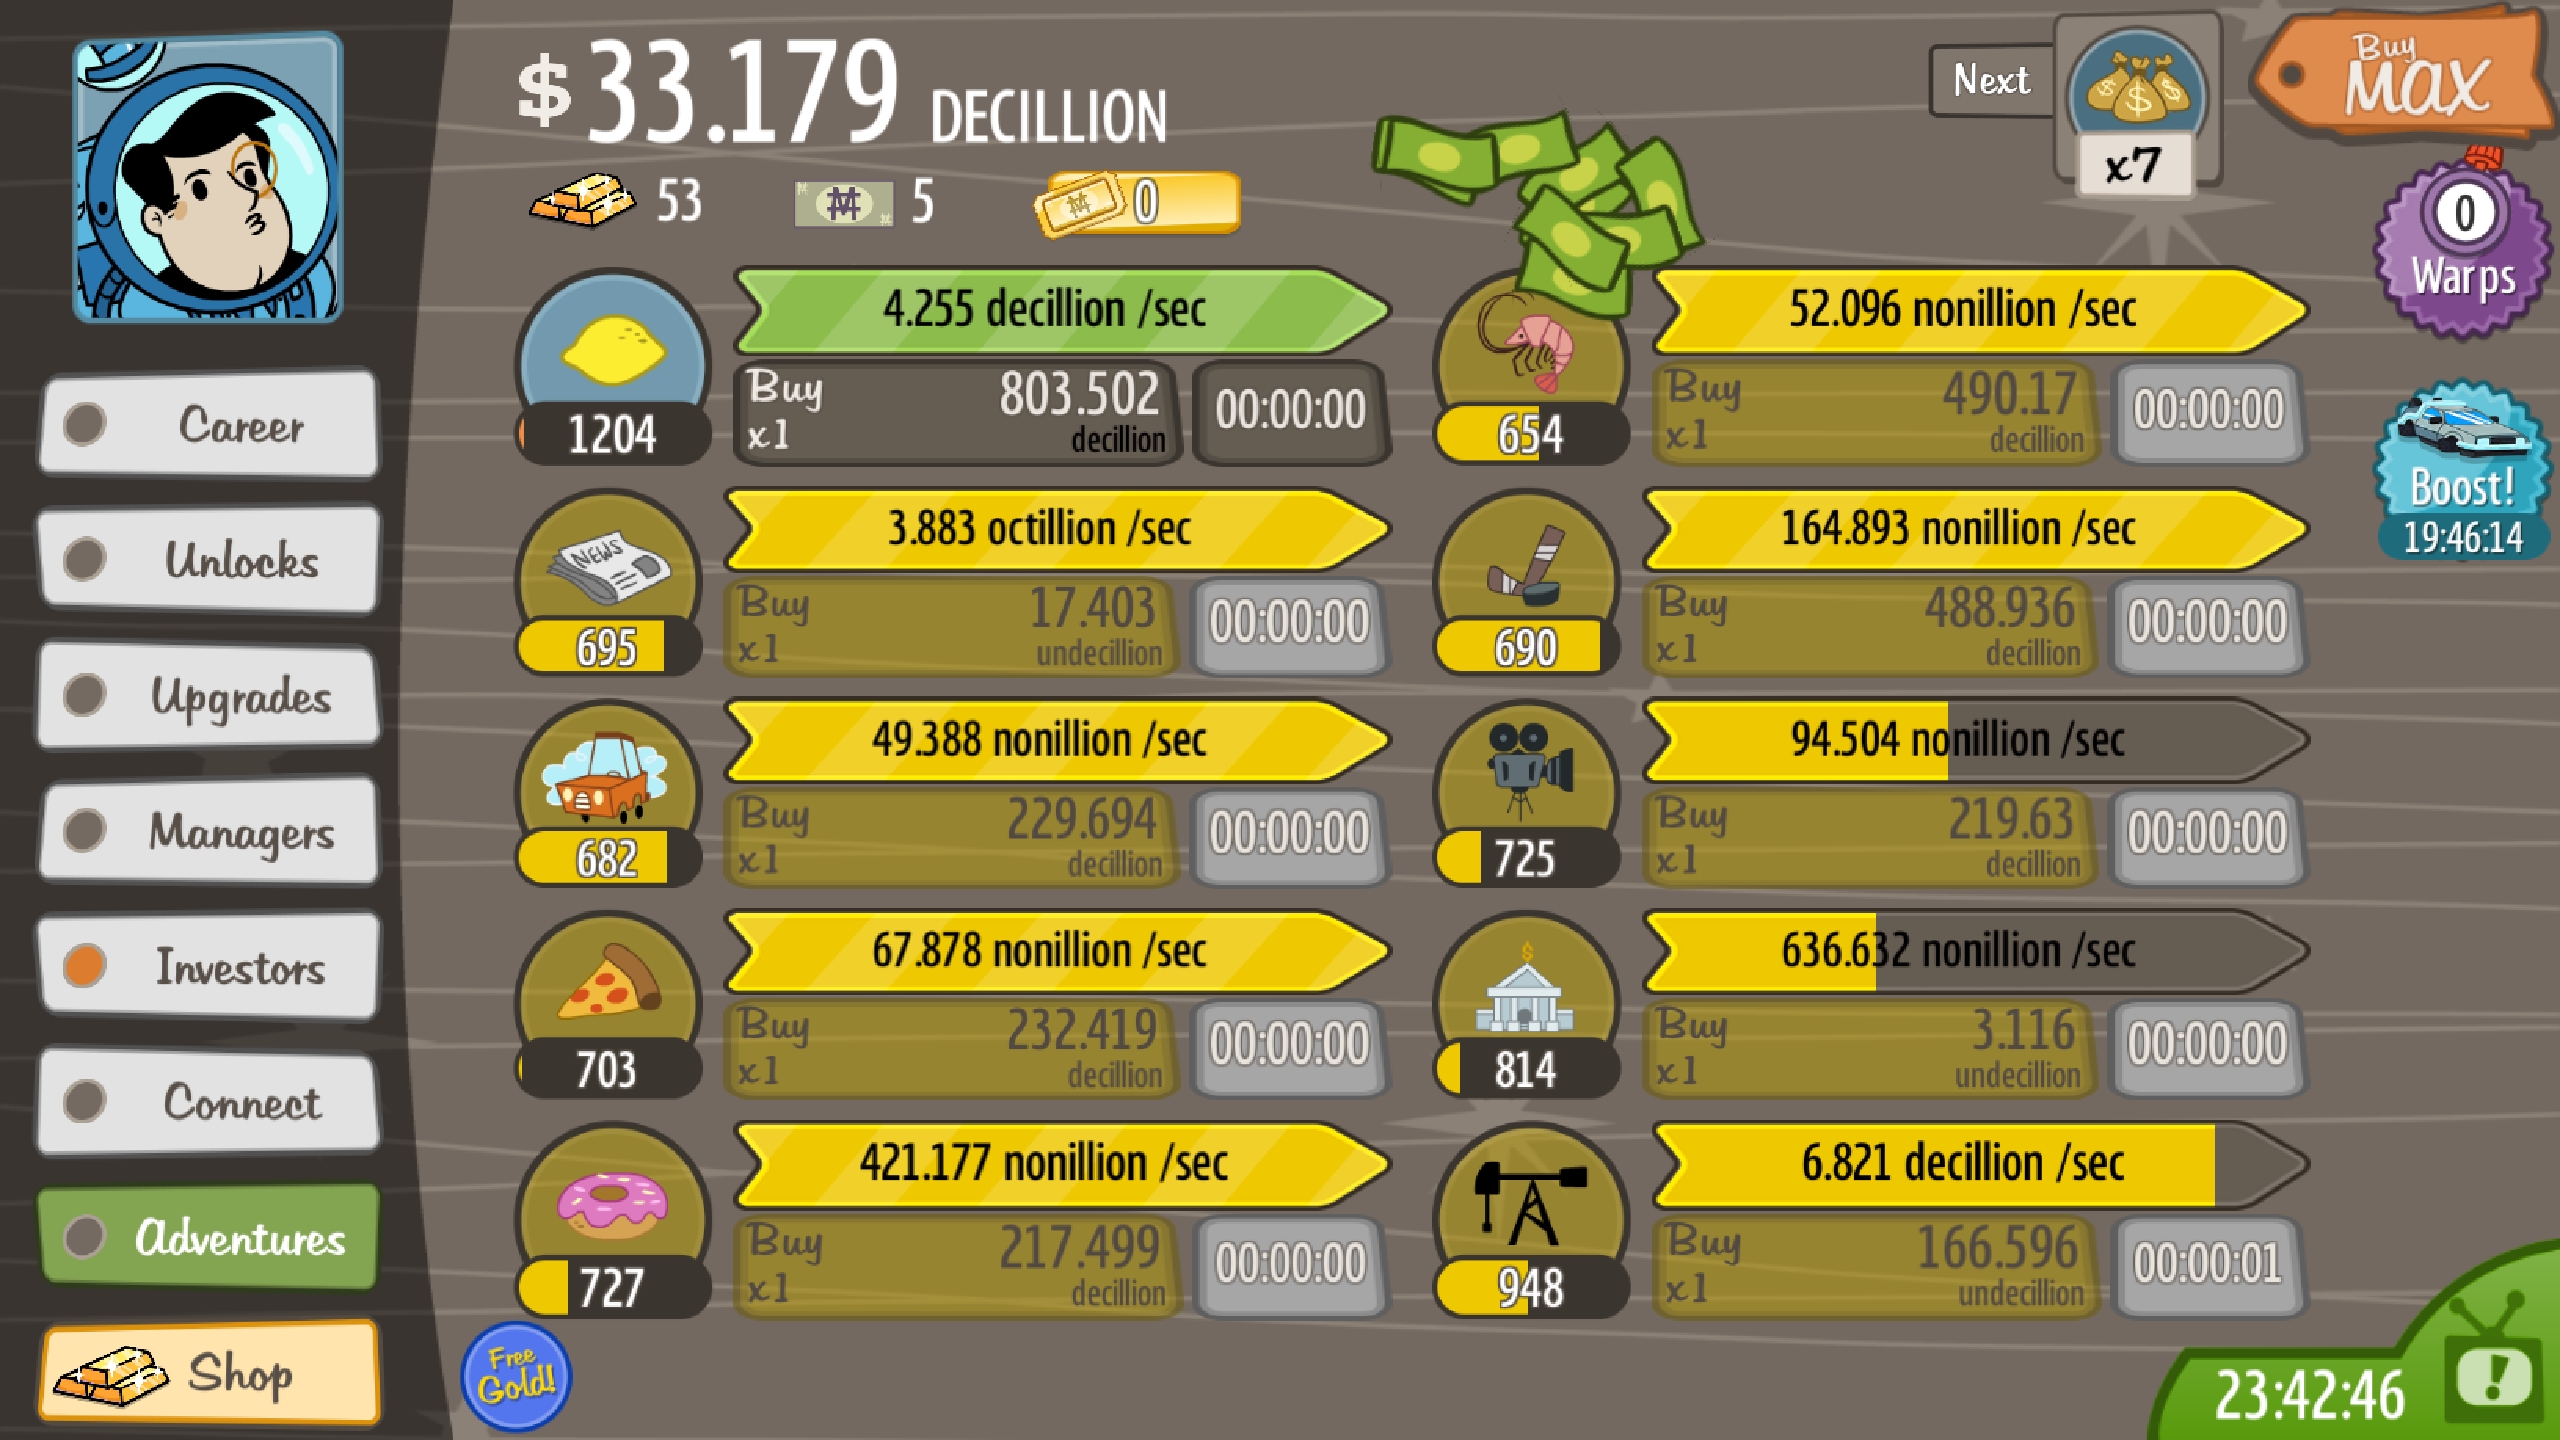 $33.179 DECILLION
53
5
0
Next
x7
Buy
MAX
0
Warps
Boost!
19:46:14
Career
Unlocks
Upgrades
Managers
Investors
Connect
Adventures
Shop
4.255 decillion /sec
Buy
x1
803.502
decillion
00:00:00
1204
52.096 nonillion /sec
Buy
x1
490.17
decillion
00:00:00
654
NEWS
3.883 octillion /sec
Buy
x1
17.403
undecillion
00:00:00
695
164.893 nonillion /sec
Buy
x1
488.936
decillion
00:00:00
690
49.388 nonillion /sec
Buy
x1
229.694
decillion
00:00:00
682
94.504 nonillion /sec
Buy
x1
219.63
decillion
00:00:00
725
67.878 nonillion /sec
Buy
x1
232.419
decillion
00:00:00
703
636.632 nonillion /sec
Buy
x1
3.116
undecillion
00:00:00
814
421.177 nonillion /sec
Buy
x1
217.499
decillion
00:00:00
727
6.821 decillion /sec
Buy
x1
166.596
undecillion
00:00:01
948
Free
Gold!
23:42:46